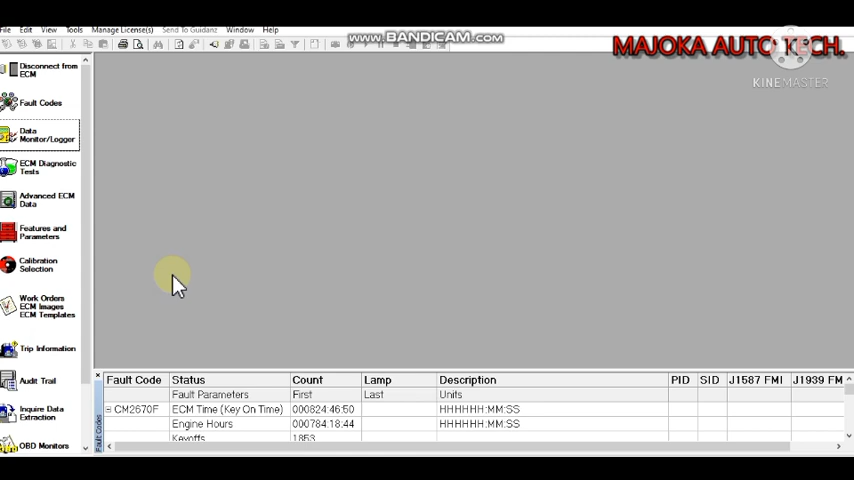 www.BANDICAM.com
MAJOKA AUTO TECH.
KINEMASTER
File Edit View Tools Manage License(s) Send To Guidanz Window Help
Disconnect from
ECM
Fault Codes
Data
Monitor/Logger
ECM Diagnostic
Tests
Advanced ECM
Data
Features and
Parameters
Calibration
Selection
Work Orders
ECM Images
ECM Templates
Trip Information
Audit Trail
Inquire Data
Extraction
OBD Monitors
Fault Codes
Fault Code Status Count Lamp Description PID SID J1587 FMI J1939 FM
Fault Parameters First Last Units
CM2670F ECM Time (Key On Time) 000824:46:50 HHHHHH:MM:SS
Engine Hours 000784:18:44 HHHHHH:MM:SS
Keyoffs 1853